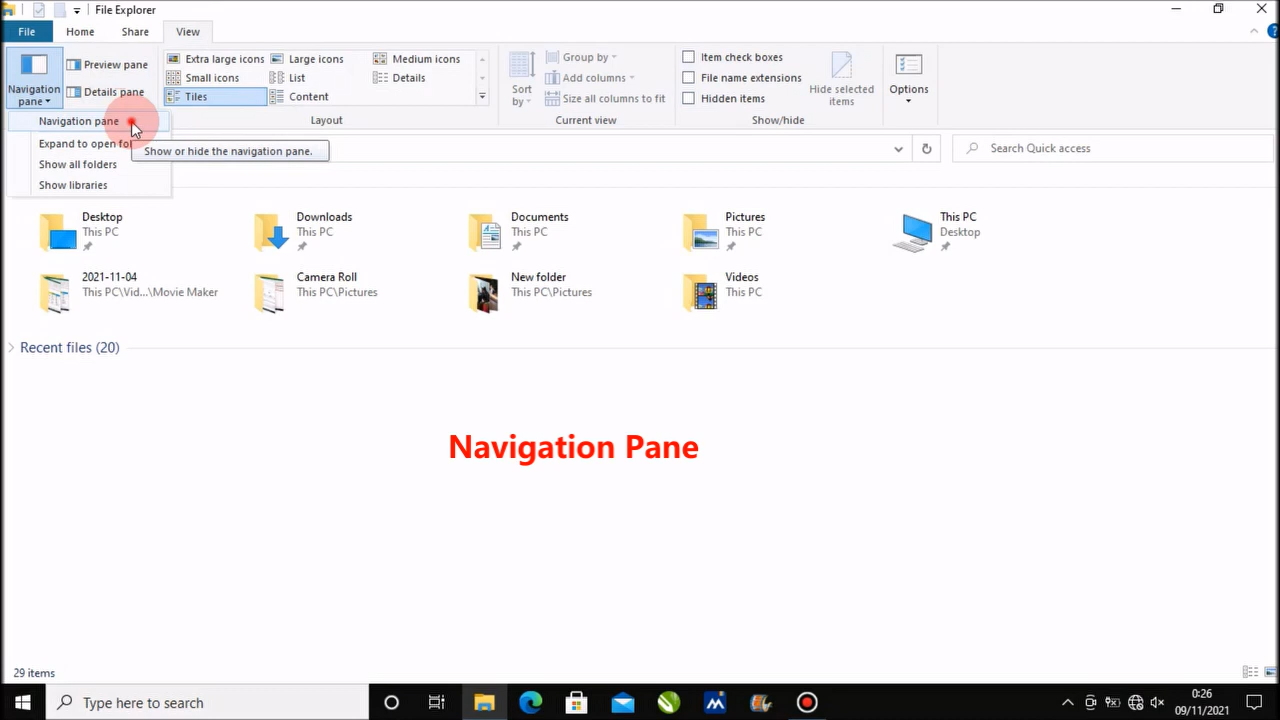 File Explorer
File Home Share View
Navigation pane
Preview pane
Details pane
Extra large icons Large icons Medium icons
Small icons List Details
Tiles Content
Layout
Sort by
Group by
Add columns
Size all columns to fit
Current view
Item check boxes
File name extensions
Hidden items
Hide selected items
Show/hide
Options
Navigation pane
Expand to open
Show all folders
Show libraries
Show or hide the navigation pane.
Search Quick access
Desktop
This PC
Downloads
This PC
Documents
This PC
Pictures
This PC
This PC
Desktop
2021-11-04
This PC\Vid...\Movie Maker
Camera Roll
This PC\Pictures
New folder
This PC\Pictures
Videos
This PC
Recent files (20)
Navigation Pane
29 items
Type here to search
0:26
09/11/2021